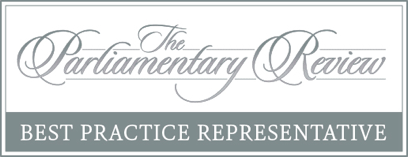 The
Parliamentary Review
BEST PRACTICE REPRESENTATIVE